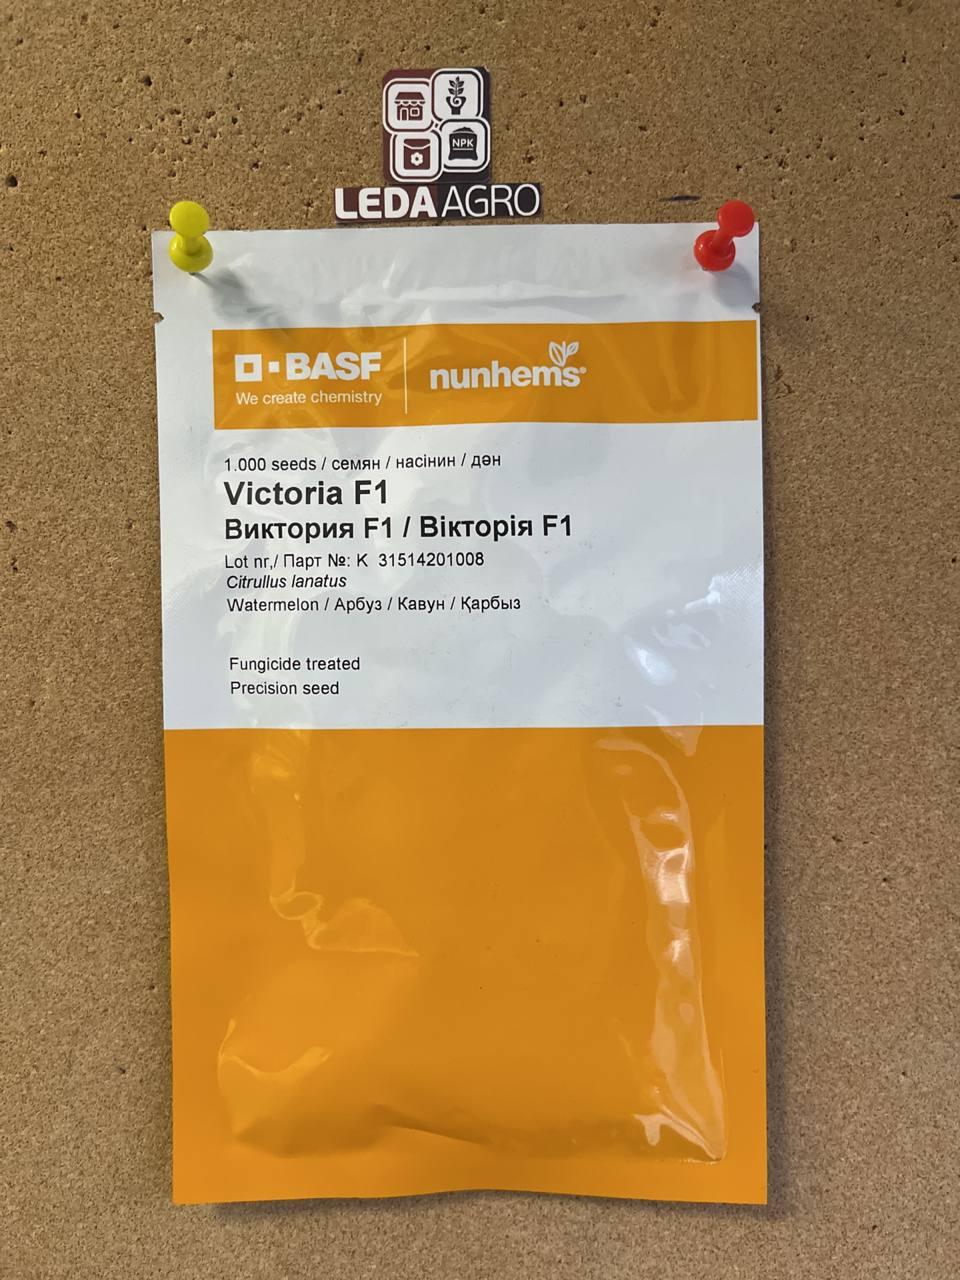 NPK
LEDA AGRO
BASF
We create chemistry
nunhems®
1.000 seeds / семян / насінин / дән
Victoria F1
Виктория F1 / Вікторія F1
Lot nr,/ Парт №: K 31514201008
Citrullus lanatus
Watermelon / Арбуз / Кавун / Қарбыз
Fungicide treated
Precision seed